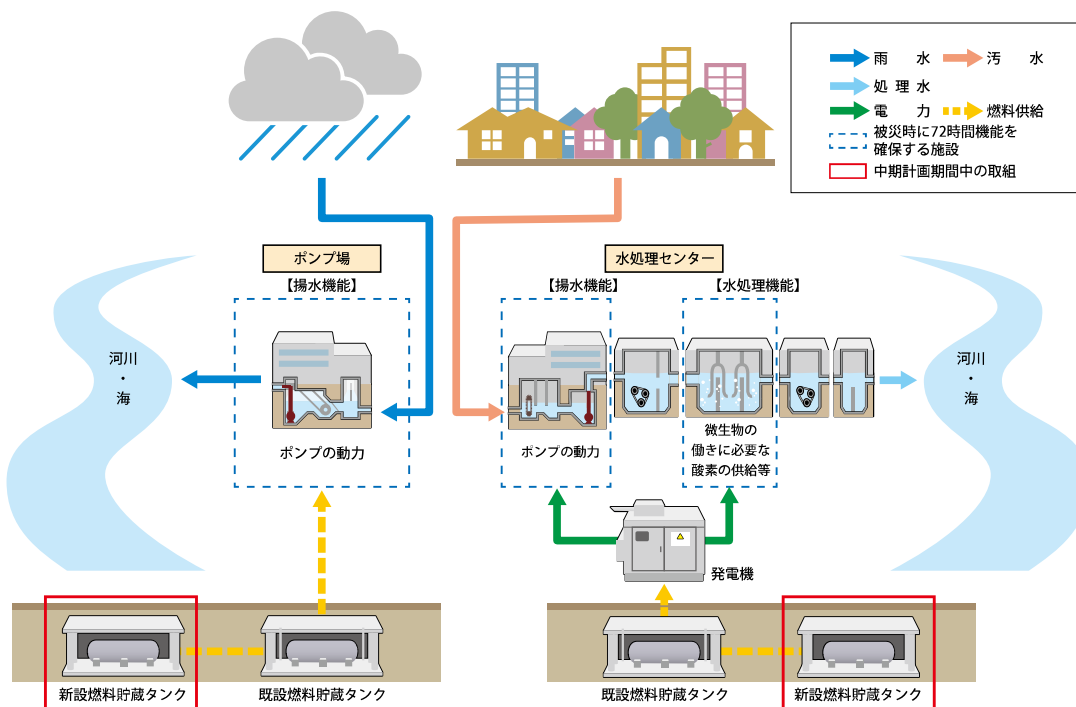 雨　水
汚　水
処 理 水
電　力
燃料供給
被災時に72時間機能を
確保する施設
中期計画期間中の取組
ポンプ場
【揚水機能】
水処理センター
【揚水機能】
【水処理機能】
河川・海
河川・海
ポンプの動力
ポンプの動力
微生物の
働きに必要な
酸素の供給等
発電機
新設燃料貯蔵タンク
既設燃料貯蔵タンク
既設燃料貯蔵タンク
新設燃料貯蔵タンク